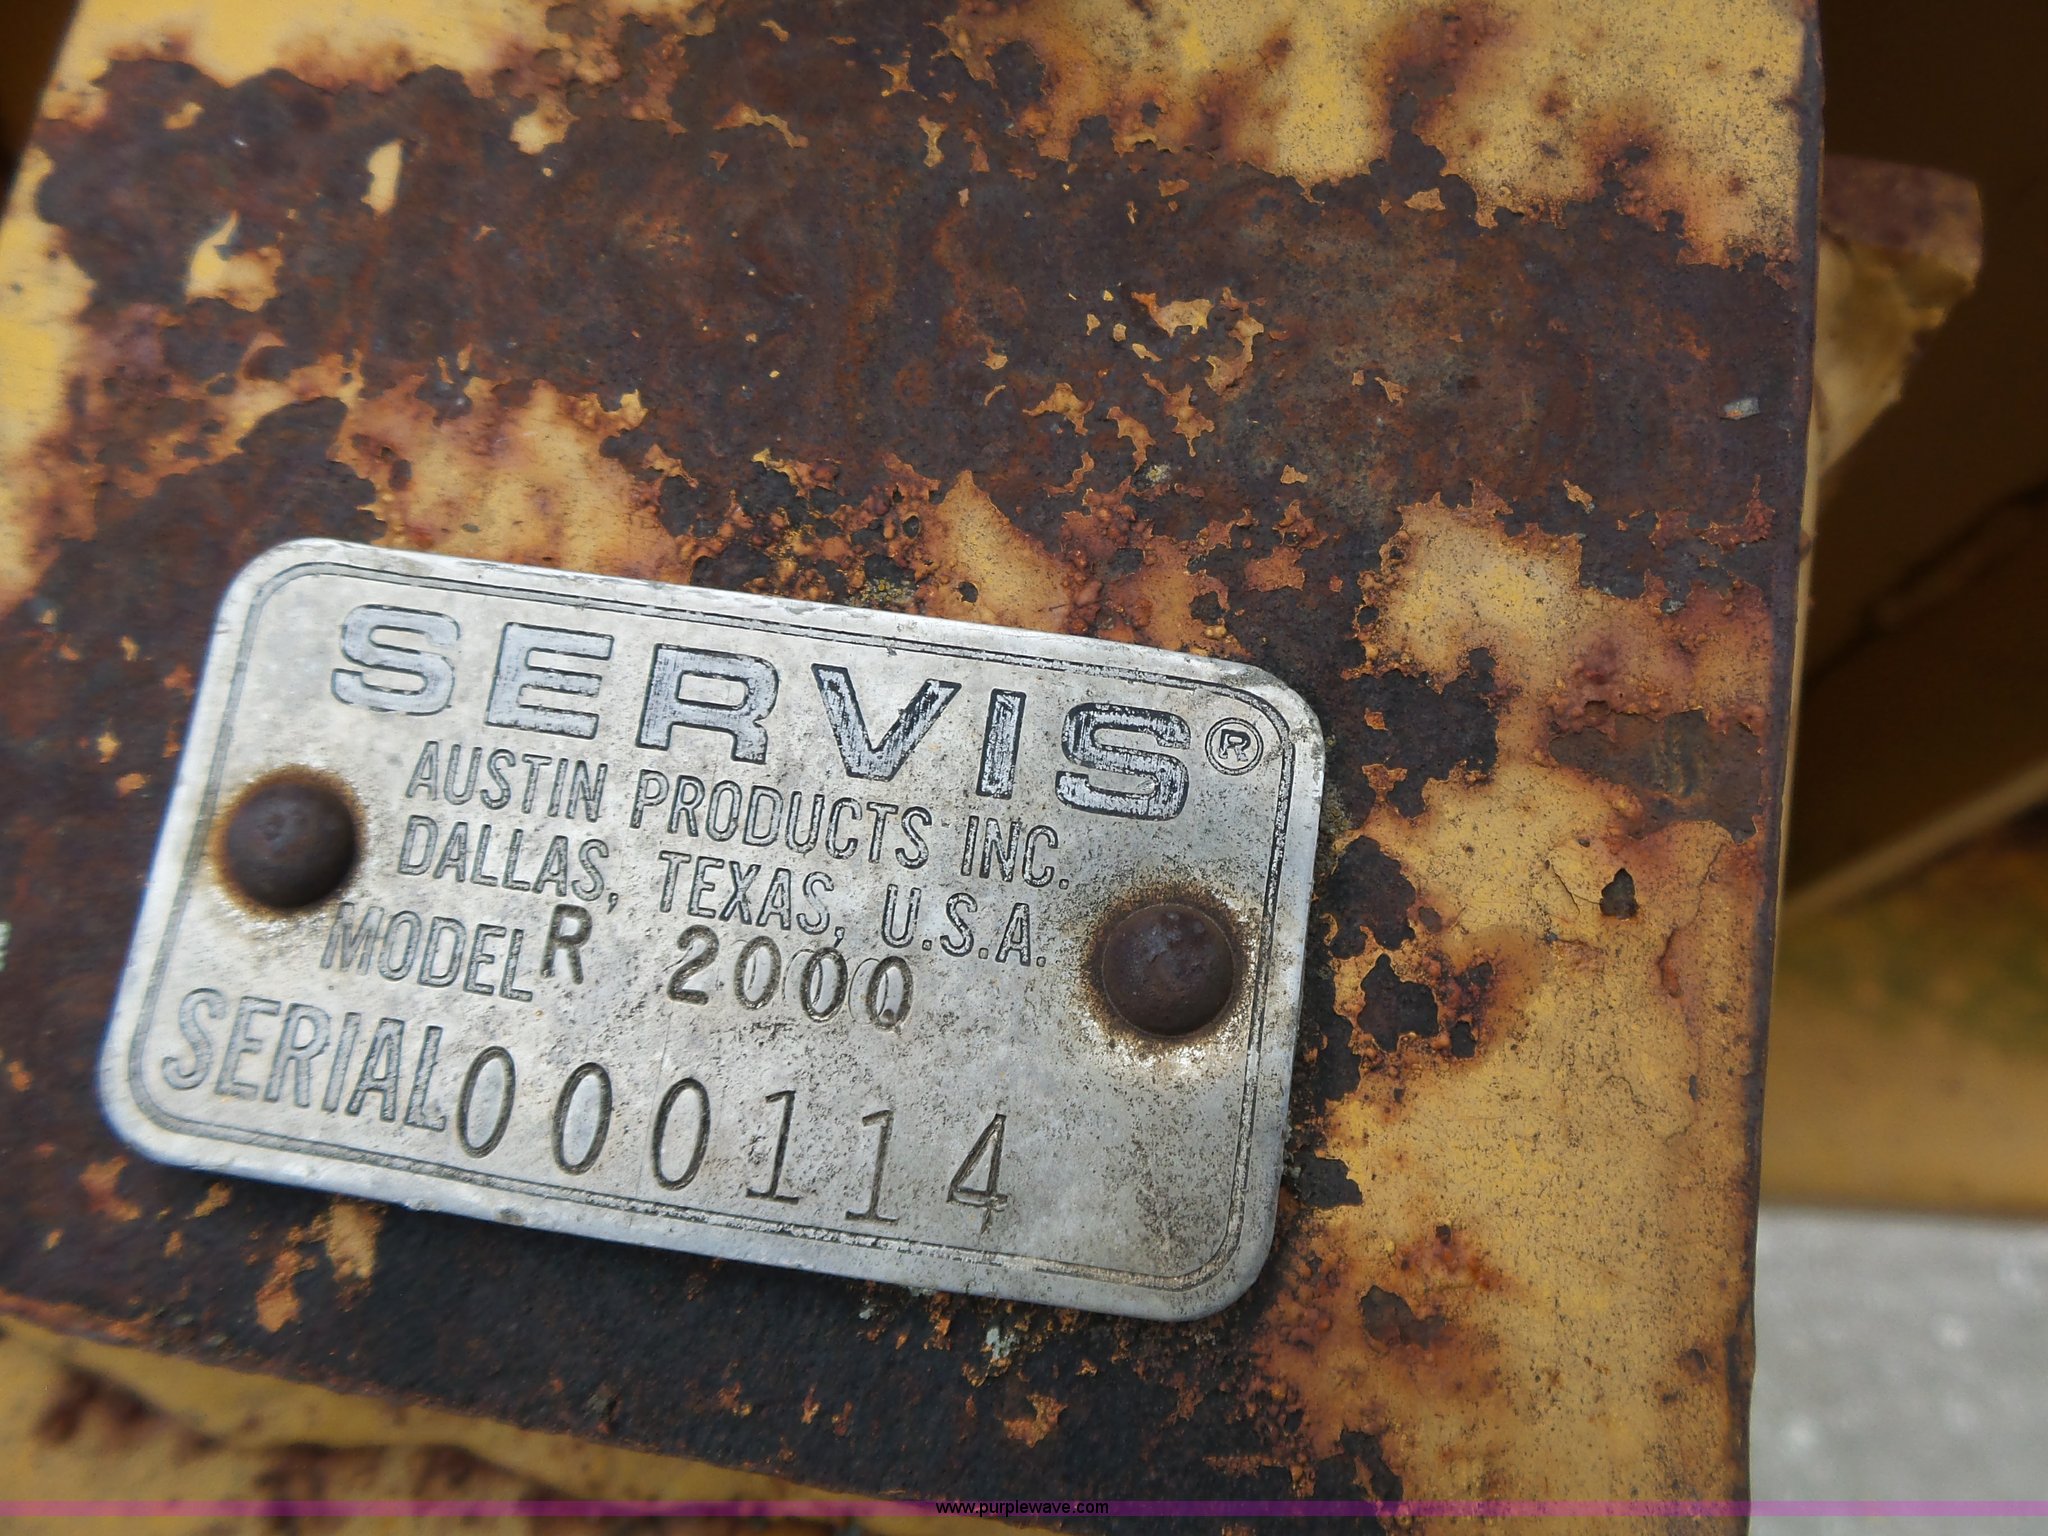 SERVIS®
AUSTIN PRODUCTS INC.
DALLAS, TEXAS, U.S.A.
MODEL R 2000
SERIAL 000114
www.purplewave.com